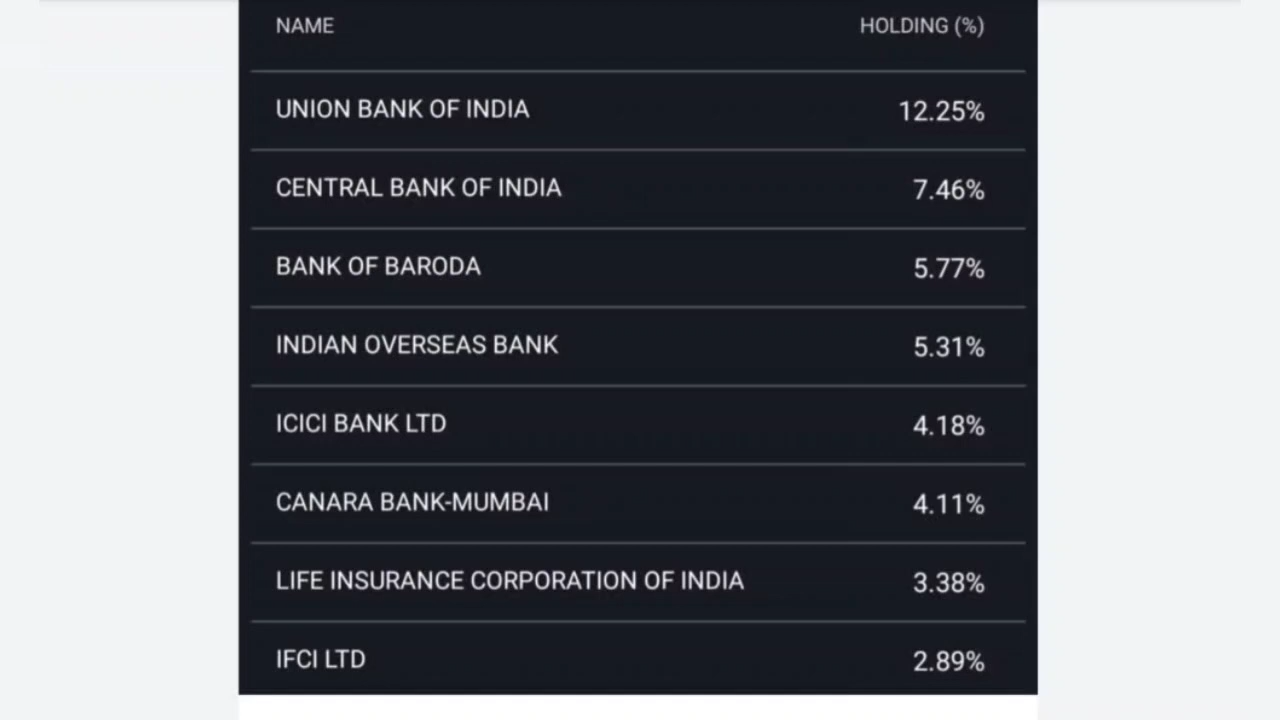 NAME HOLDING (%)
UNION BANK OF INDIA 12.25%
CENTRAL BANK OF INDIA 7.46%
BANK OF BARODA 5.77%
INDIAN OVERSEAS BANK 5.31%
ICICI BANK LTD 4.18%
CANARA BANK-MUMBAI 4.11%
LIFE INSURANCE CORPORATION OF INDIA 3.38%
IFCI LTD 2.89%